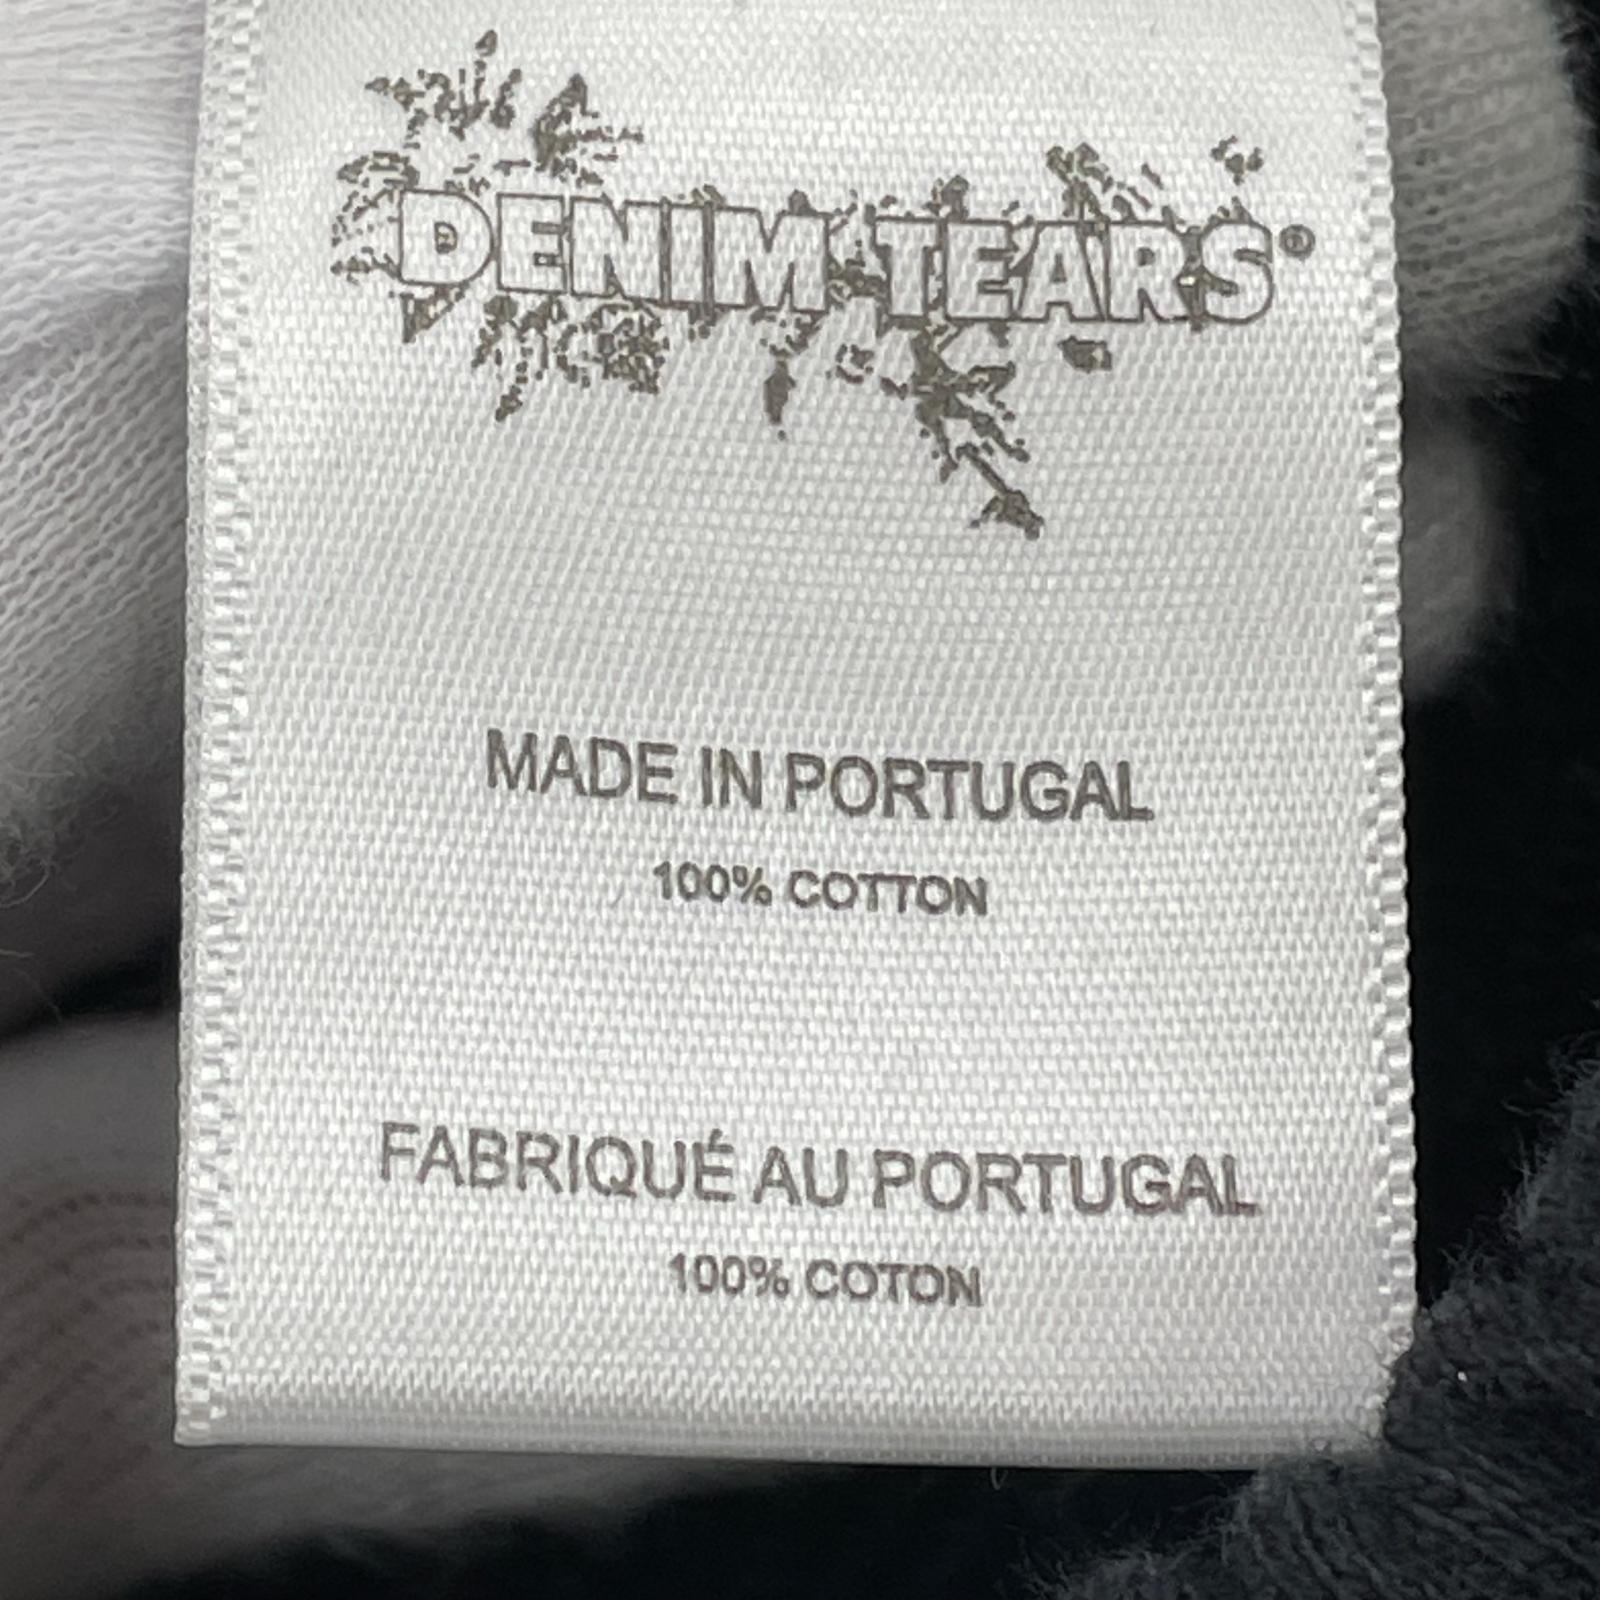 DENIM TEARS®
MADE IN PORTUGAL
100% COTTON
FABRIQUÉ AU PORTUGAL
100% COTON